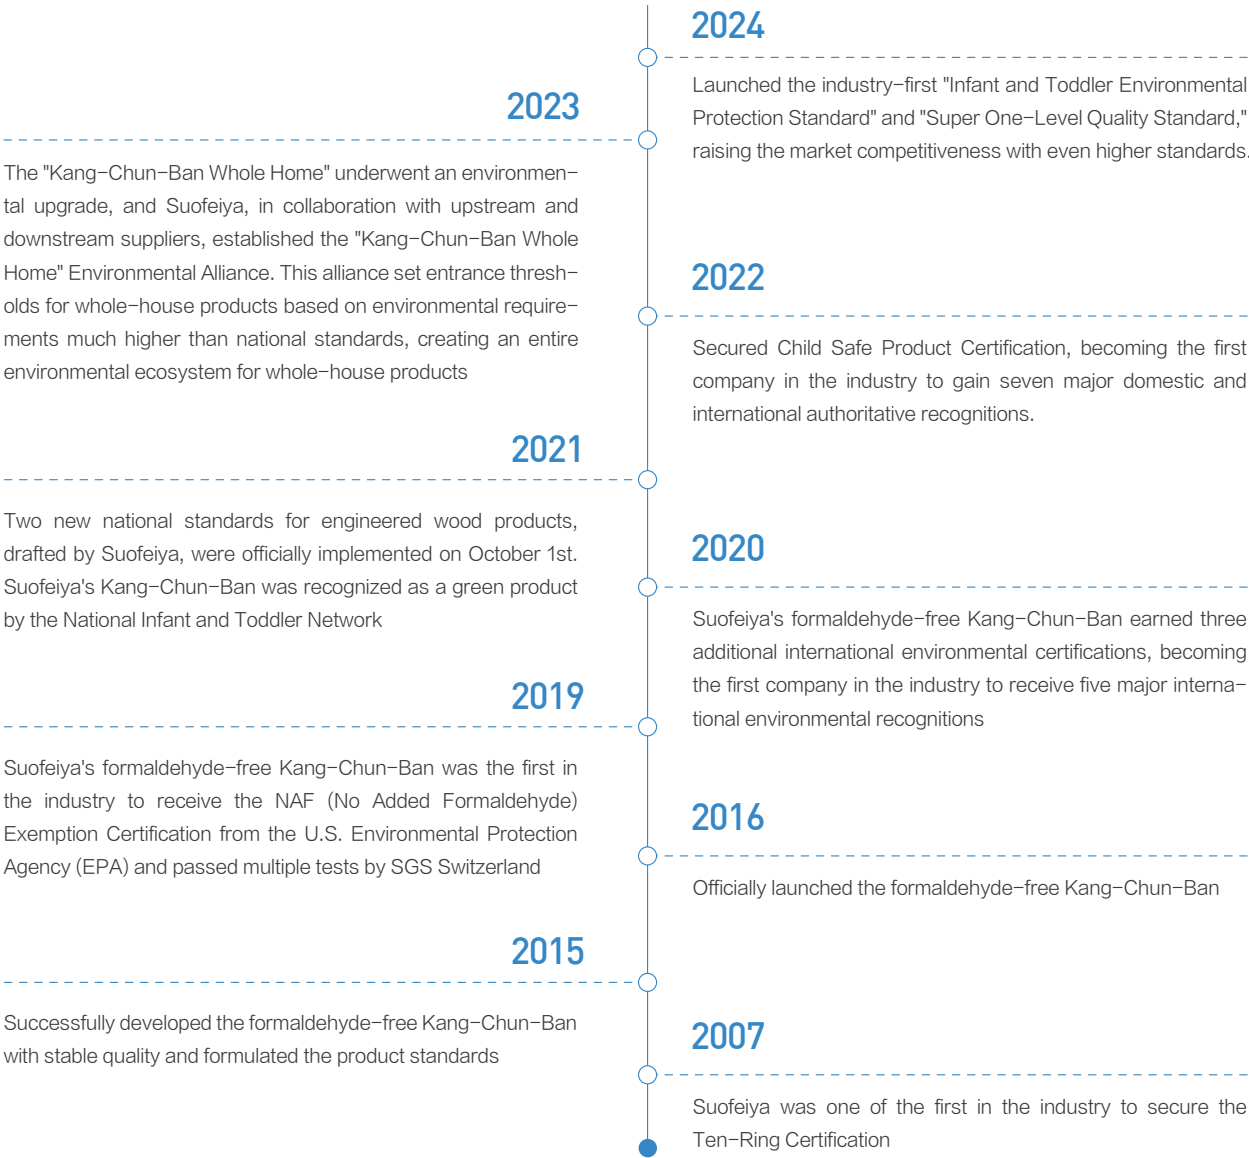 2024
Launched the industry-first "Infant and Toddler Environmental
Protection Standard" and "Super One-Level Quality Standard,"
raising the market competitiveness with even higher standards.
2023
The "Kang-Chun-Ban Whole Home" underwent an environmen-
tal upgrade, and Suofeiya, in collaboration with upstream and
downstream suppliers, established the "Kang-Chun-Ban Whole
Home" Environmental Alliance. This alliance set entrance thresh-
olds for whole-house products based on environmental require-
ments much higher than national standards, creating an entire
environmental ecosystem for whole-house products
2022
Secured Child Safe Product Certification, becoming the first
company in the industry to gain seven major domestic and
international authoritative recognitions.
2021
Two new national standards for engineered wood products,
drafted by Suofeiya, were officially implemented on October 1st.
Suofeiya's Kang-Chun-Ban was recognized as a green product
by the National Infant and Toddler Network
2020
Suofeiya's formaldehyde-free Kang-Chun-Ban earned three
additional international environmental certifications, becoming
the first company in the industry to receive five major interna-
tional environmental recognitions
2019
Suofeiya's formaldehyde-free Kang-Chun-Ban was the first in
the industry to receive the NAF (No Added Formaldehyde)
Exemption Certification from the U.S. Environmental Protection
Agency (EPA) and passed multiple tests by SGS Switzerland
2016
Officially launched the formaldehyde-free Kang-Chun-Ban
2015
Successfully developed the formaldehyde-free Kang-Chun-Ban
with stable quality and formulated the product standards
2007
Suofeiya was one of the first in the industry to secure the
Ten-Ring Certification